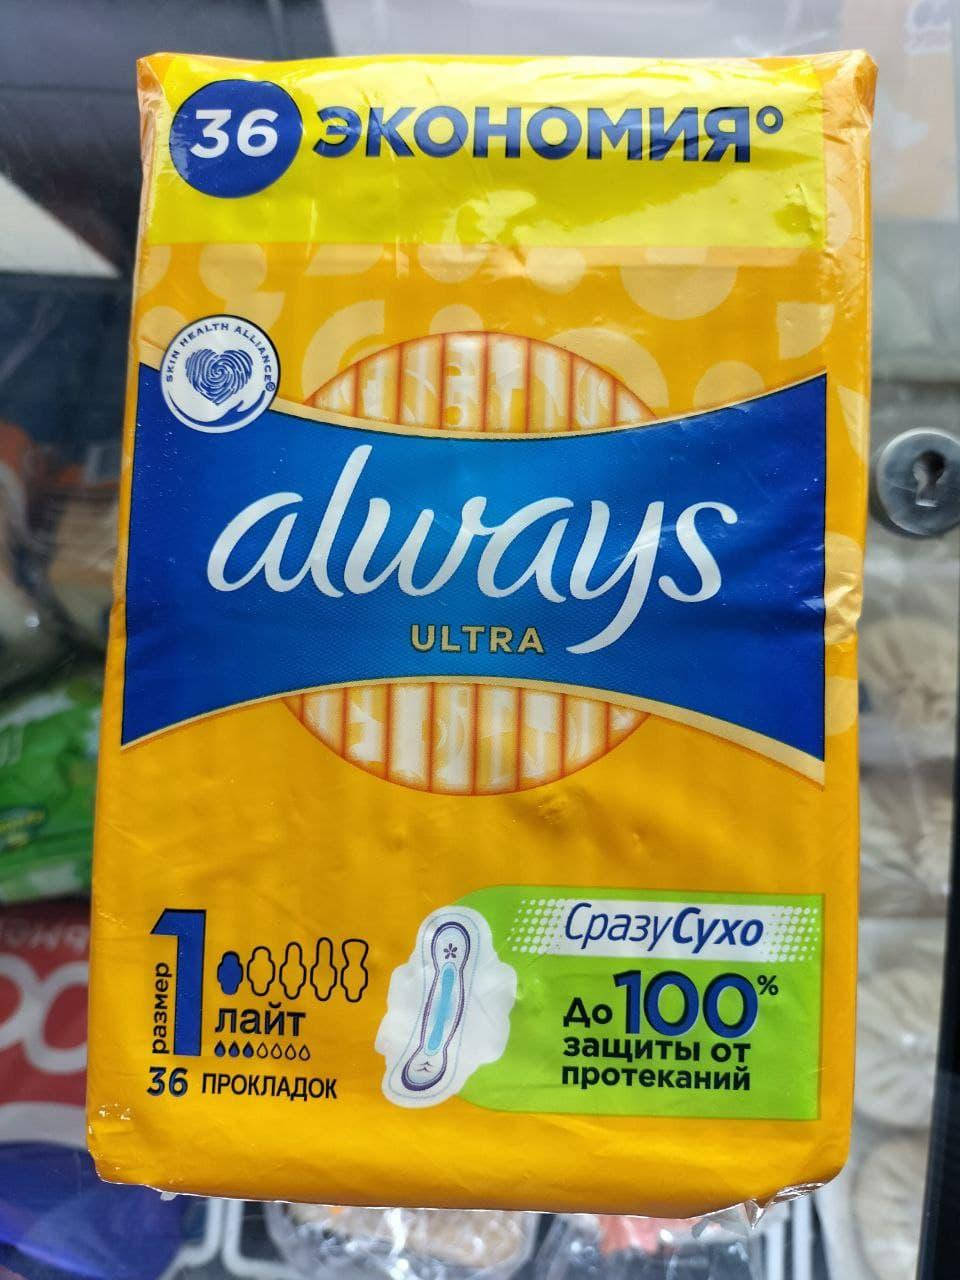 36 ЭКОНОМИЯ°
SKIN HEALTH ALLIANCE®
always
ULTRA
размер 1
лайт
36 ПРОКЛАДОК
СразуСухо
До 100%
защиты от
протеканий